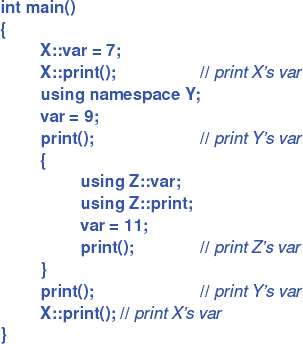 int main()
{
X::var = 7;
X::print(); // print X's var
using namespace Y;
var = 9;
print(); // print Y's var
{
using Z::var;
using Z::print;
var = 11;
print(); // print Z's var
}
print(); // print Y's var
X::print(); // print X's var
}